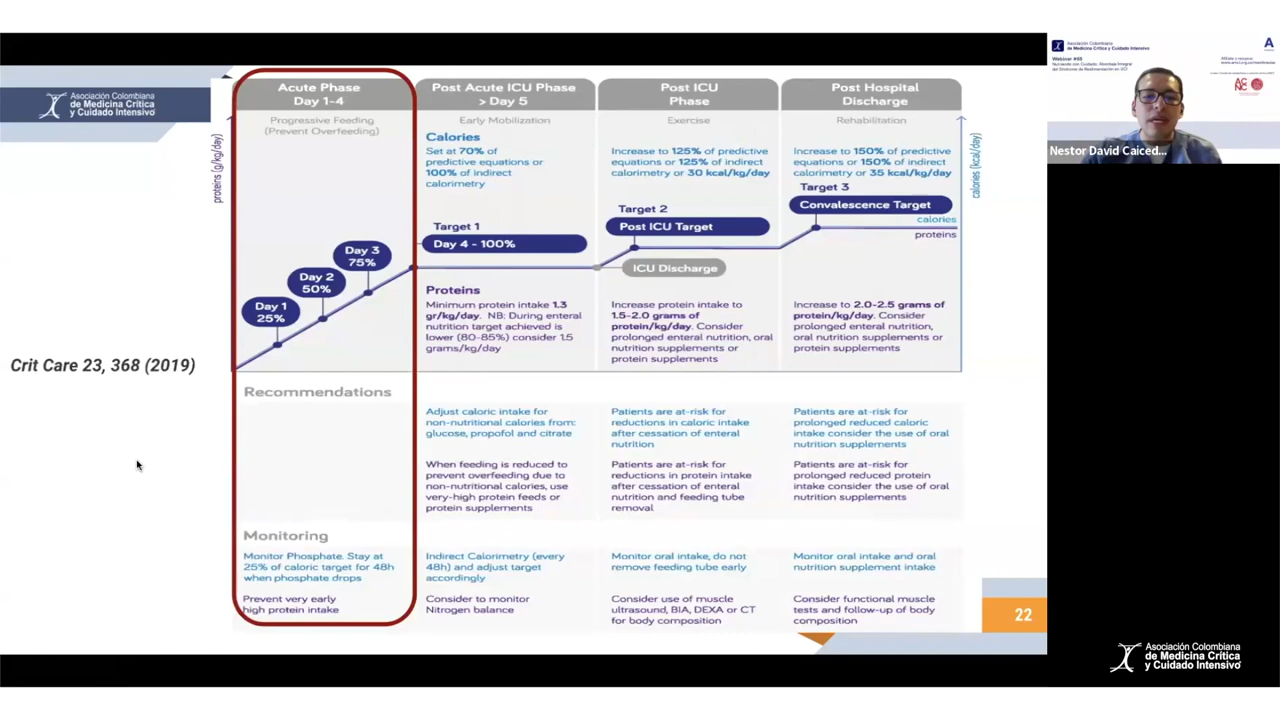 Asociación Colombiana
de Medicina Crítica
y Cuidado Intensivo
Crit Care 23, 368 (2019)
proteins (g/kg/day)
Acute Phase
Day 1-4
Progressive Feeding
(Prevent Overfeeding)
Day 1
25%
Day 2
50%
Day 3
75%
Post Acute ICU Phase
> Day 5
Early Mobilization
Calories
Set at 70% of
predictive equations or
100% of indirect
calorimetry
Target 1
Day 4 - 100%
Proteins
Minimum protein intake 1.3
gr/kg/day. NB: During enteral
nutrition target achieved is
lower (80-85%) consider 1.5
grams/kg/day
Post ICU
Phase
Exercise
Increase to 125% of predictive
equations or 125% of indirect
calorimetry or 30 kcal/kg/day
Target 2
Post ICU Target
ICU Discharge
Increase protein intake to
1.5-2.0 grams of
protein/kg/day. Consider
prolonged enteral nutrition, oral
nutrition supplements or
protein supplements
Post Hospital
Discharge
Rehabilitation
Increase to 150% of predictive
equations or 150% of indirect
calorimetry or 35 kcal/kg/day
Target 3
Convalescence Target
calories
proteins
Increase to 2.0-2.5 grams of
protein/kg/day. Consider
prolonged enteral nutrition,
oral nutrition supplements or
protein supplements
calories (kcal/day)
Recommendations
Adjust caloric intake for
non-nutritional calories from:
glucose, propofol and citrate
When feeding is reduced to
prevent overfeeding due to
non-nutritional calories, use
very-high protein feeds or
protein supplements
Patients are at-risk for
reductions in caloric intake
after cessation of enteral
nutrition
Patients are at-risk for
reductions in protein intake
after cessation of enteral
nutrition and feeding tube
removal
Patients are at-risk for
prolonged reduced caloric
intake consider the use of oral
nutrition supplements
Patients are at-risk for
prolonged reduced protein
intake consider the use of oral
nutrition supplements
Monitoring
Monitor Phosphate. Stay at
25% of caloric target for 48h
when phosphate drops
Prevent very early
high protein intake
Indirect Calorimetry (every
48h) and adjust target
accordingly
Consider to monitor
Nitrogen balance
Monitor oral intake, do not
remove feeding tube early
Consider use of muscle
ultrasound, BIA, DEXA or CT
for body composition
Monitor oral intake and oral
nutrition supplement intake
Consider functional muscle
tests and follow-up of body
composition
22
Asociación Colombiana
de Medicina Crítica y Cuidado Intensivo
Webinar #65
Nestor David Caiced...
Asociación Colombiana
de Medicina Crítica
y Cuidado Intensivo